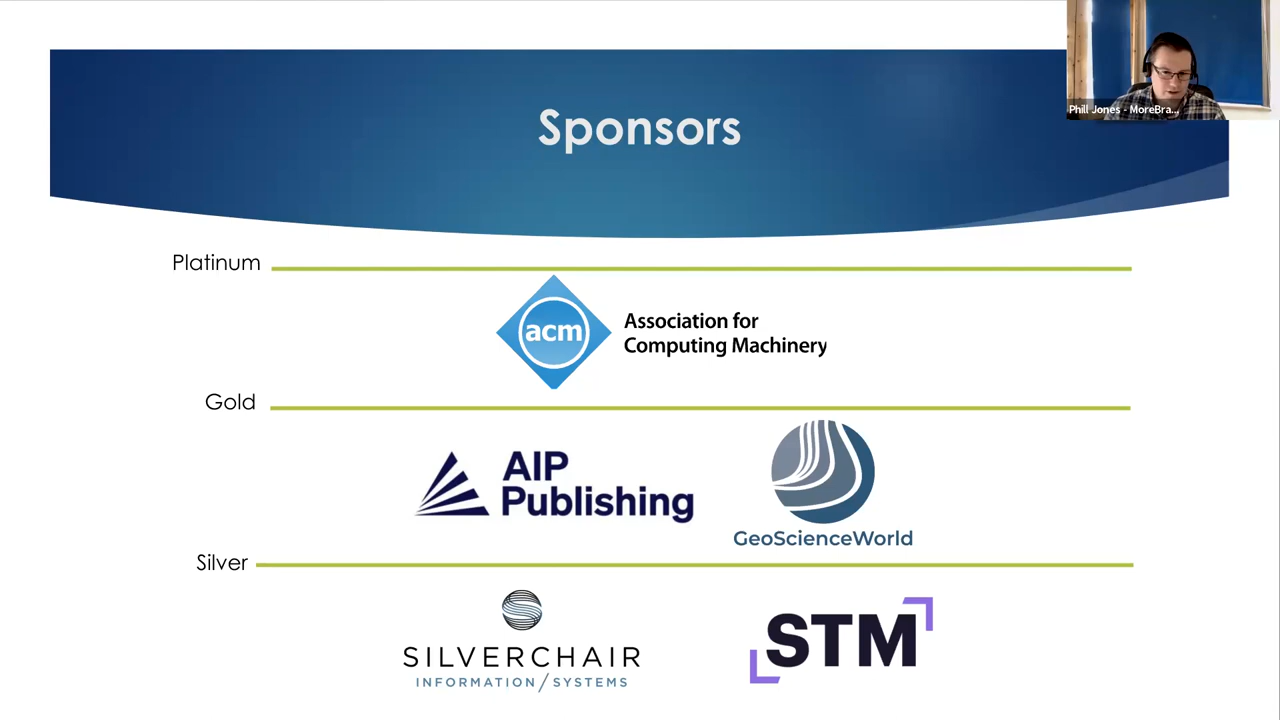 Sponsors
Phill Jones - MoreBra...
Platinum
acm
Association for
Computing Machinery
Gold
AIP
Publishing
GeoScienceWorld
Silver
SILVERCHAIR
INFORMATION/SYSTEMS
STM